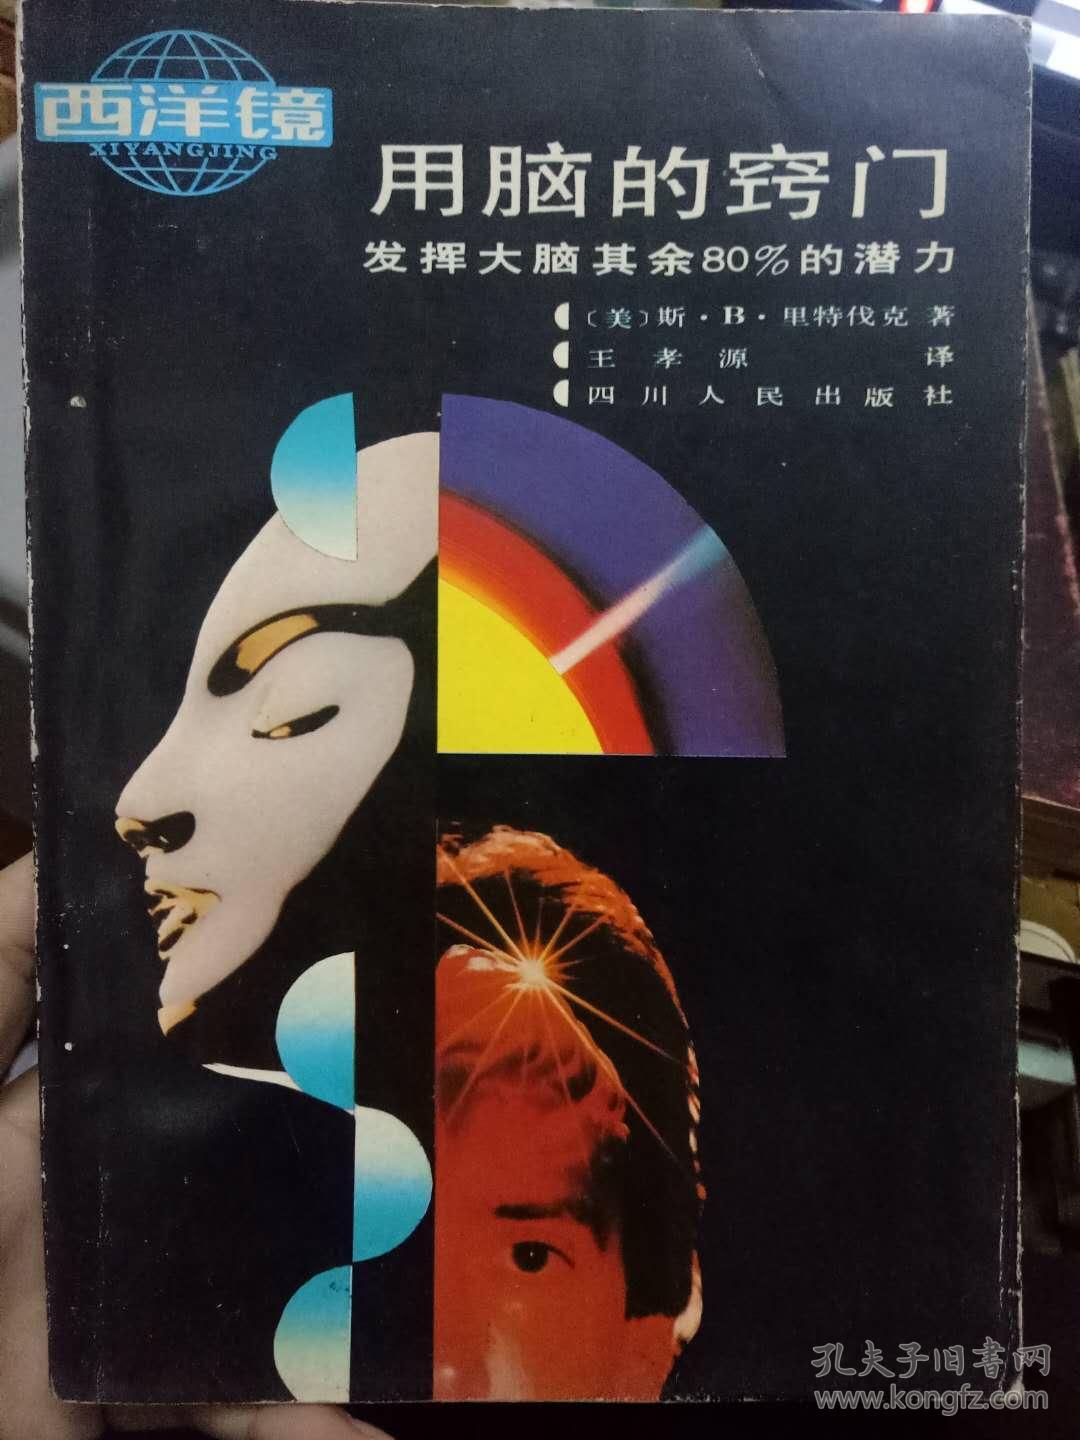 西洋镜
XIYANGJING
用脑的窍门
发挥大脑其余80%的潜力
〔美〕斯·B·里特伐克 著
王孝源 译
四川人民出版社
孔夫子旧书网
www.kongfz.com